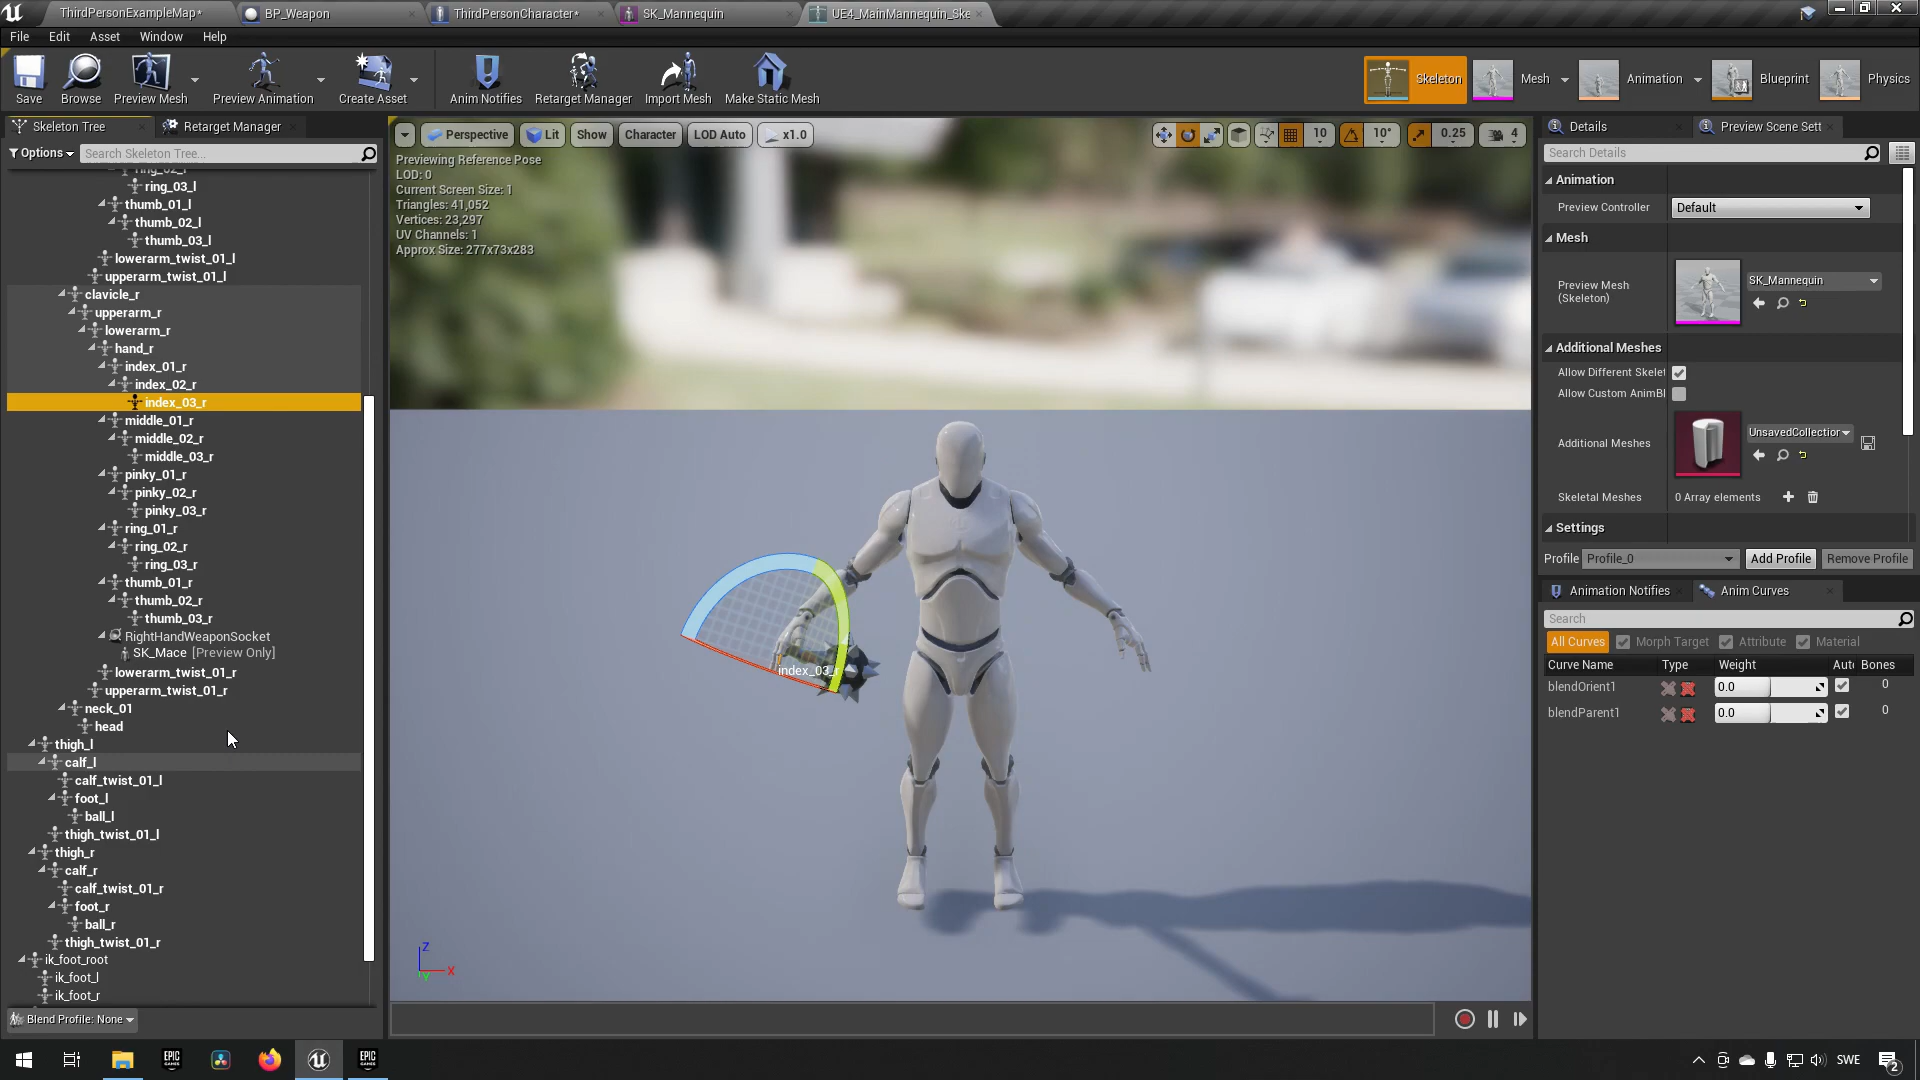 ThirdPersonExampleMap*
BP_Weapon
ThirdPersonCharacter*
SK_Mannequin
UE4_MainMannequin_Ske
File Edit Asset Window Help
Save
Browse
Preview Mesh
Preview Animation
Create Asset
Anim Notifies
Retarget Manager
Import Mesh
Make Static Mesh
Skeleton
Mesh
Animation
Blueprint
Physics
Skeleton Tree
Retarget Manager
Options
Search Skeleton Tree...
ring_02_l
ring_03_l
thumb_01_l
thumb_02_l
thumb_03_l
lowerarm_twist_01_l
upperarm_twist_01_l
clavicle_r
upperarm_r
lowerarm_r
hand_r
index_01_r
index_02_r
index_03_r
middle_01_r
middle_02_r
middle_03_r
pinky_01_r
pinky_02_r
pinky_03_r
ring_01_r
ring_02_r
ring_03_r
thumb_01_r
thumb_02_r
thumb_03_r
RightHandWeaponSocket
SK_Mace [Preview Only]
lowerarm_twist_01_r
upperarm_twist_01_r
neck_01
head
thigh_l
calf_l
calf_twist_01_l
foot_l
ball_l
thigh_twist_01_l
thigh_r
calf_r
calf_twist_01_r
foot_r
ball_r
thigh_twist_01_r
ik_foot_root
ik_foot_l
ik_foot_r
Blend Profile: None
Perspective
Lit
Show
Character
LOD Auto
x1.0
10
10°
0.25
4
Previewing Reference Pose
LOD: 0
Current Screen Size: 1
Triangles: 41,052
Vertices: 23,297
UV Channels: 1
Approx Size: 277x73x283
index_03_r
Z
X
Y
Details
Preview Scene Sett
Search Details
Animation
Preview Controller
Default
Mesh
Preview Mesh
(Skeleton)
SK_Mannequin
Additional Meshes
Allow Different Skelet
Allow Custom AnimBl
Additional Meshes
UnsavedCollection
Skeletal Meshes
0 Array elements
Settings
Profile
Profile_0
Add Profile
Remove Profile
Animation Notifies
Anim Curves
Search
All Curves
Morph Target
Attribute
Material
Curve Name
Type
Weight
Aut
Bones
blendOrient1
0.0
0
blendParent1
0.0
0
EPIC
GAMES
EPIC
GAMES
SWE
2